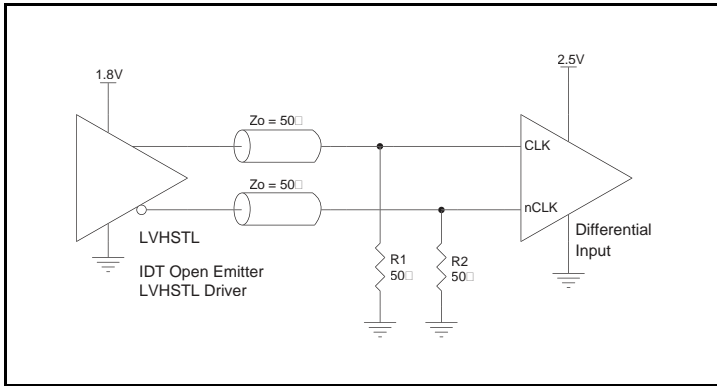 1.8V
2.5V
Zo = 50□
CLK
Zo = 50□
nCLK
LVHSTL
Differential
Input
IDT Open Emitter
LVHSTL Driver
R1
50□
R2
50□